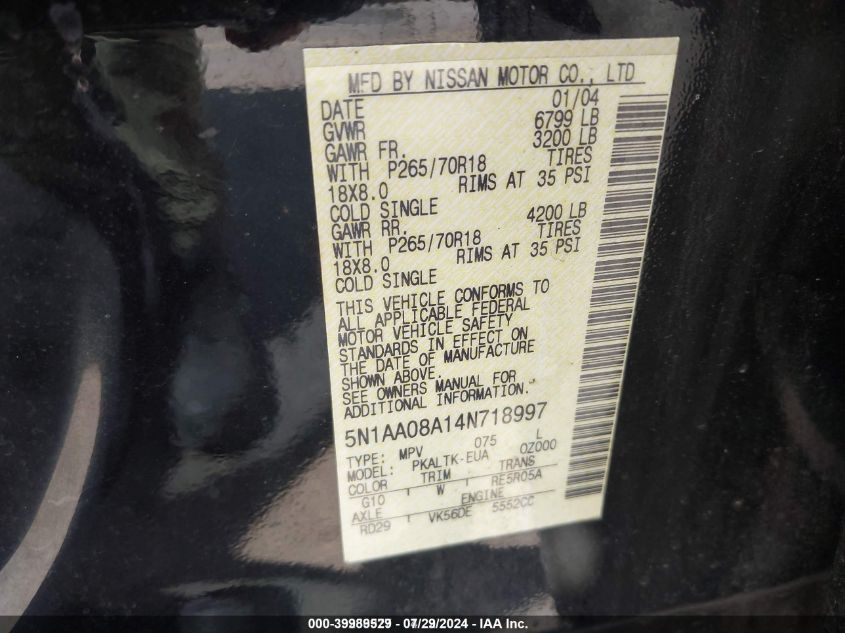 MFD BY NISSAN MOTOR CO., LTD
DATE 01/04
GVWR 6799 LB
GAWR FR. 3200 LB
WITH P265/70R18 TIRES
18X8.0 RIMS AT 35 PSI
COLD SINGLE
GAWR RR. 4200 LB
WITH P265/70R18 TIRES
18X8.0 RIMS AT 35 PSI
COLD SINGLE
THIS VEHICLE CONFORMS TO
ALL APPLICABLE FEDERAL
MOTOR VEHICLE SAFETY
STANDARDS IN EFFECT ON
THE DATE OF MANUFACTURE
SHOWN ABOVE.
SEE OWNERS MANUAL FOR
ADDITIONAL INFORMATION.
5N1AA08A14N718997
TYPE: MPV 075 L
MODEL: PKALTK-EUA 0Z000
COLOR TRIM TRANS
G10 W RE5R05A
AXLE ENGINE
RD29 VK56DE 5552CC
000-39989529 - 07/29/2024 - IAA Inc.